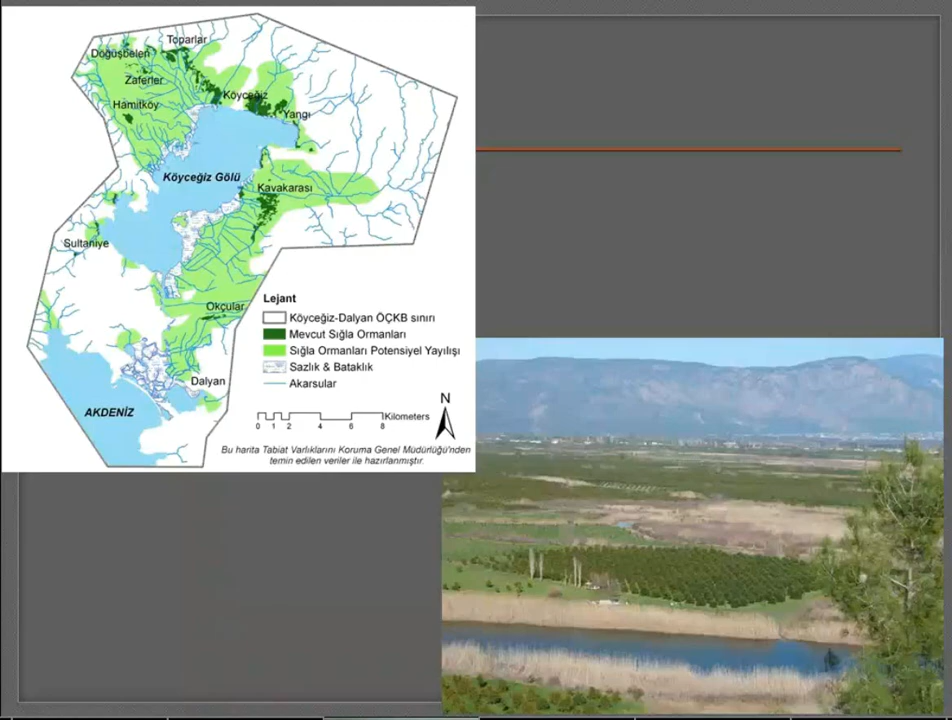 Toparlar
Döğüşbelen
Zaferler
Köyceğiz
Hamitköy
Yangı
Köyceğiz Gölü
Kavakarası
Sultaniye
Okçular
Dalyan
AKDENİZ
Lejant
Köyceğiz-Dalyan ÖÇKB sınırı
Mevcut Sığla Ormanları
Sığla Ormanları Potensiyel Yayılışı
Sazlık & Bataklık
Akarsular
N
Kilometers
0 1 2 4 6 8
Bu harita Tabiat Varlıklarını Koruma Genel Müdürlüğü'nden
temin edilen veriler ile hazırlanmıştır.